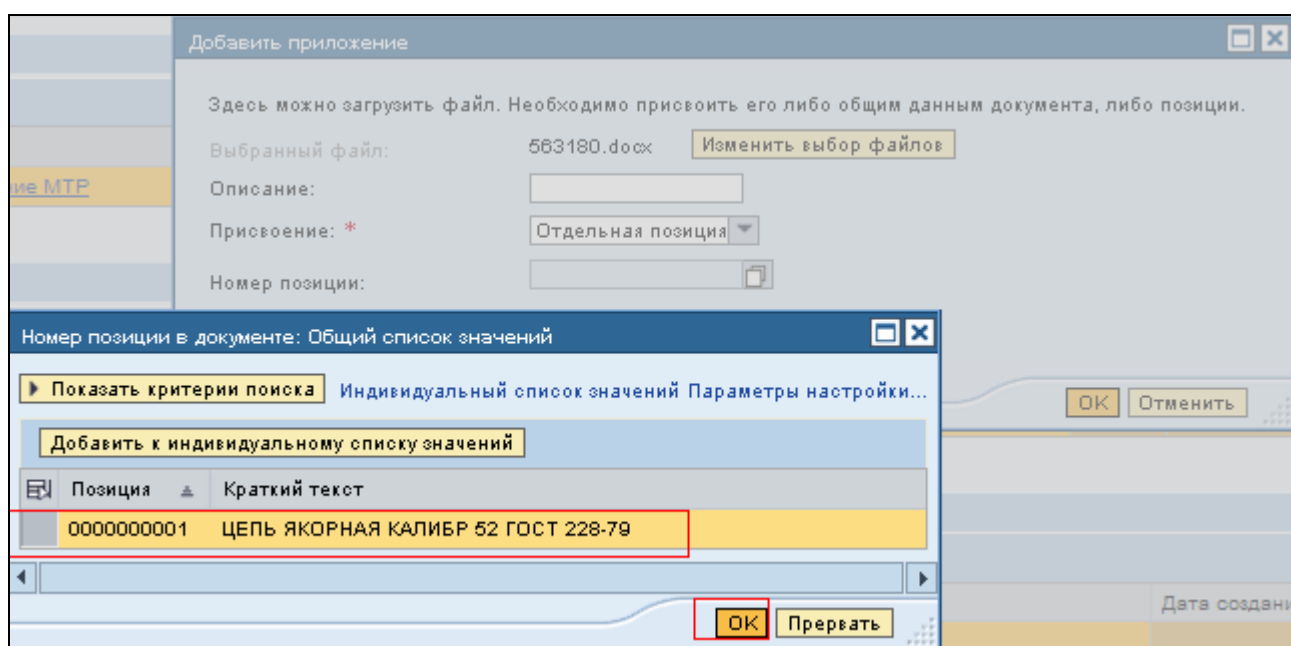 Добавить приложение
Здесь можно загрузить файл. Необходимо присвоить его либо общим данным документа, либо позиции.
Выбранный файл: 563180.docx Изменить выбор файлов
ие МТР
Описание:
Присвоение: * Отдельная позиция
Номер позиции:
Номер позиции в документе: Общий список значений
Показать критерии поиска Индивидуальный список значений Параметры настройки...
ОК Отменить
Добавить к индивидуальному списку значений
Позиция Краткий текст
0000000001 ЦЕПЬ ЯКОРНАЯ КАЛИБР 52 ГОСТ 228-79
Дата создани
ОК Прервать